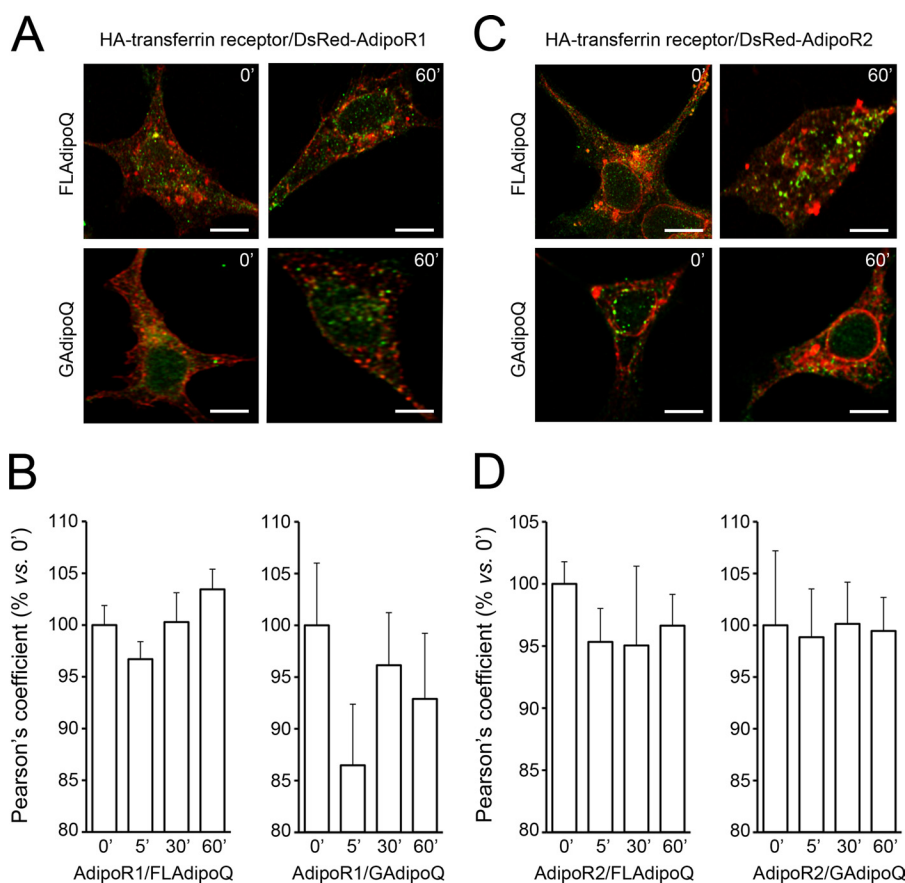 A
HA-transferrin receptor/DsRed-AdipoR1
FLAdipoQ
0’
60’
GAdipoQ
0’
60’
C
HA-transferrin receptor/DsRed-AdipoR2
FLAdipoQ
0’
60’
GAdipoQ
0’
60’
B
Pearson’s coefficient (% vs. 0’)
110
105
100
95
90
85
80
0’ 5’ 30’ 60’
AdipoR1/FLAdipoQ
110
105
100
95
90
85
80
0’ 5’ 30’ 60’
AdipoR1/GAdipoQ
D
Pearson’s coefficient (% vs. 0’)
105
100
95
90
85
80
0’ 5’ 30’ 60’
AdipoR2/FLAdipoQ
110
105
100
95
90
85
80
0’ 5’ 30’ 60’
AdipoR2/GAdipoQ